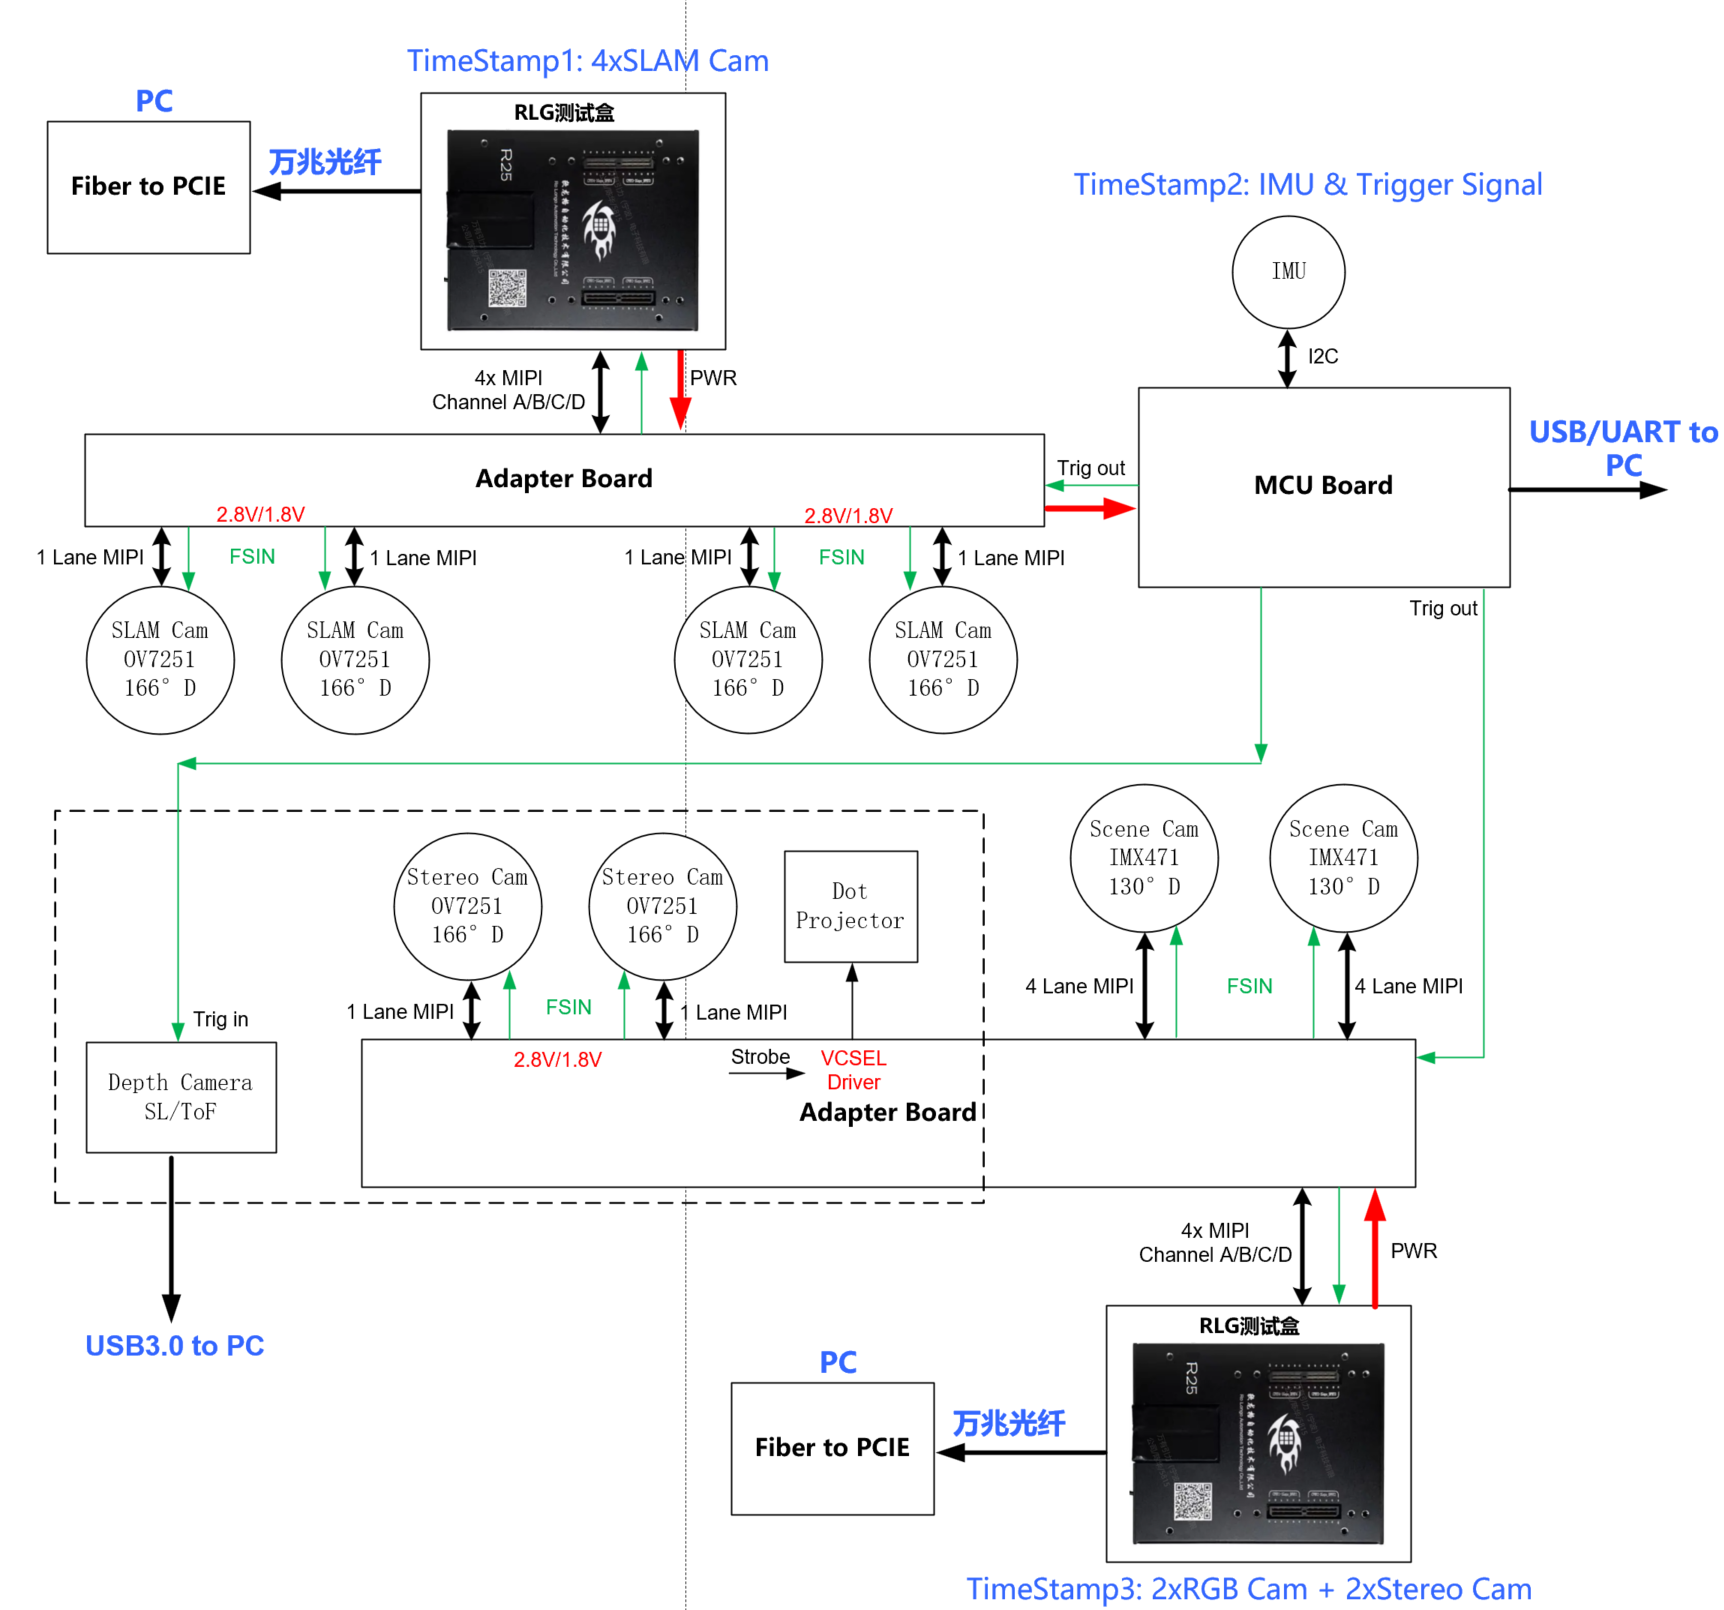 TimeStamp1: 4xSLAM Cam
PC
RLG测试盒
Fiber to PCIE
万兆光纤
R25
TimeStamp2: IMU & Trigger Signal
IMU
I2C
4x MIPI
Channel A/B/C/D
PWR
Adapter Board
2.8V/1.8V
2.8V/1.8V
Trig out
MCU Board
USB/UART to
PC
1 Lane MIPI
FSIN
1 Lane MIPI
1 Lane MIPI
FSIN
1 Lane MIPI
SLAM Cam
OV7251
166° D
SLAM Cam
OV7251
166° D
SLAM Cam
OV7251
166° D
SLAM Cam
OV7251
166° D
Trig out
Stereo Cam
OV7251
166° D
Stereo Cam
OV7251
166° D
Dot
Projector
Scene Cam
IMX471
130° D
Scene Cam
IMX471
130° D
1 Lane MIPI
FSIN
1 Lane MIPI
4 Lane MIPI
FSIN
4 Lane MIPI
Trig in
Depth Camera
SL/ToF
2.8V/1.8V
Strobe
VCSEL
Driver
Adapter Board
USB3.0 to PC
4x MIPI
Channel A/B/C/D
PWR
RLG测试盒
PC
Fiber to PCIE
万兆光纤
R25
TimeStamp3: 2xRGB Cam + 2xStereo Cam